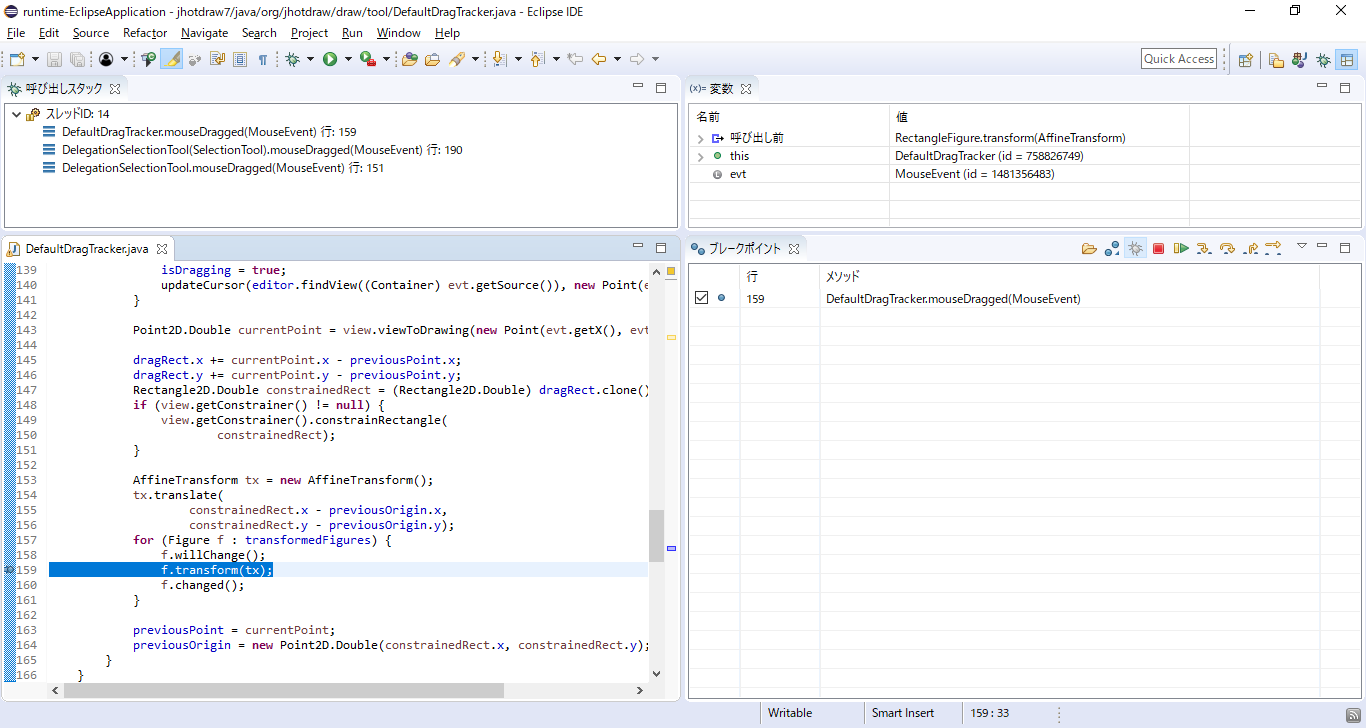 runtime-EclipseApplication - jhotdraw7/java/org/jhotdraw/draw/tool/DefaultDragTracker.java - Eclipse IDE
File Edit Source Refactor Navigate Search Project Run Window Help
Quick Access
呼び出しスタック
スレッドID: 14
DefaultDragTracker.mouseDragged(MouseEvent) 行: 159
DelegationSelectionTool(SelectionTool).mouseDragged(MouseEvent) 行: 190
DelegationSelectionTool.mouseDragged(MouseEvent) 行: 151
(x)= 変数
名前 値
呼び出し前 RectangleFigure.transform(AffineTransform)
this DefaultDragTracker (id = 758826749)
evt MouseEvent (id = 1481356483)
DefaultDragTracker.java
139 isDragging = true;
140 updateCursor(editor.findView((Container) evt.getSource()), new Point(e
141 }
142
143 Point2D.Double currentPoint = view.viewToDrawing(new Point(evt.getX(), evt
144
145 dragRect.x += currentPoint.x - previousPoint.x;
146 dragRect.y += currentPoint.y - previousPoint.y;
147 Rectangle2D.Double constrainedRect = (Rectangle2D.Double) dragRect.clone()
148 if (view.getConstrainer() != null) {
149 view.getConstrainer().constrainRectangle(
150 constrainedRect);
151 }
152
153 AffineTransform tx = new AffineTransform();
154 tx.translate(
155 constrainedRect.x - previousOrigin.x,
156 constrainedRect.y - previousOrigin.y);
157 for (Figure f : transformedFigures) {
158 f.willChange();
159 f.transform(tx);
160 f.changed();
161 }
162
163 previousPoint = currentPoint;
164 previousOrigin = new Point2D.Double(constrainedRect.x, constrainedRect.y);
165 }
166 }
ブレークポイント
行 メソッド
159 DefaultDragTracker.mouseDragged(MouseEvent)
Writable Smart Insert 159 : 33